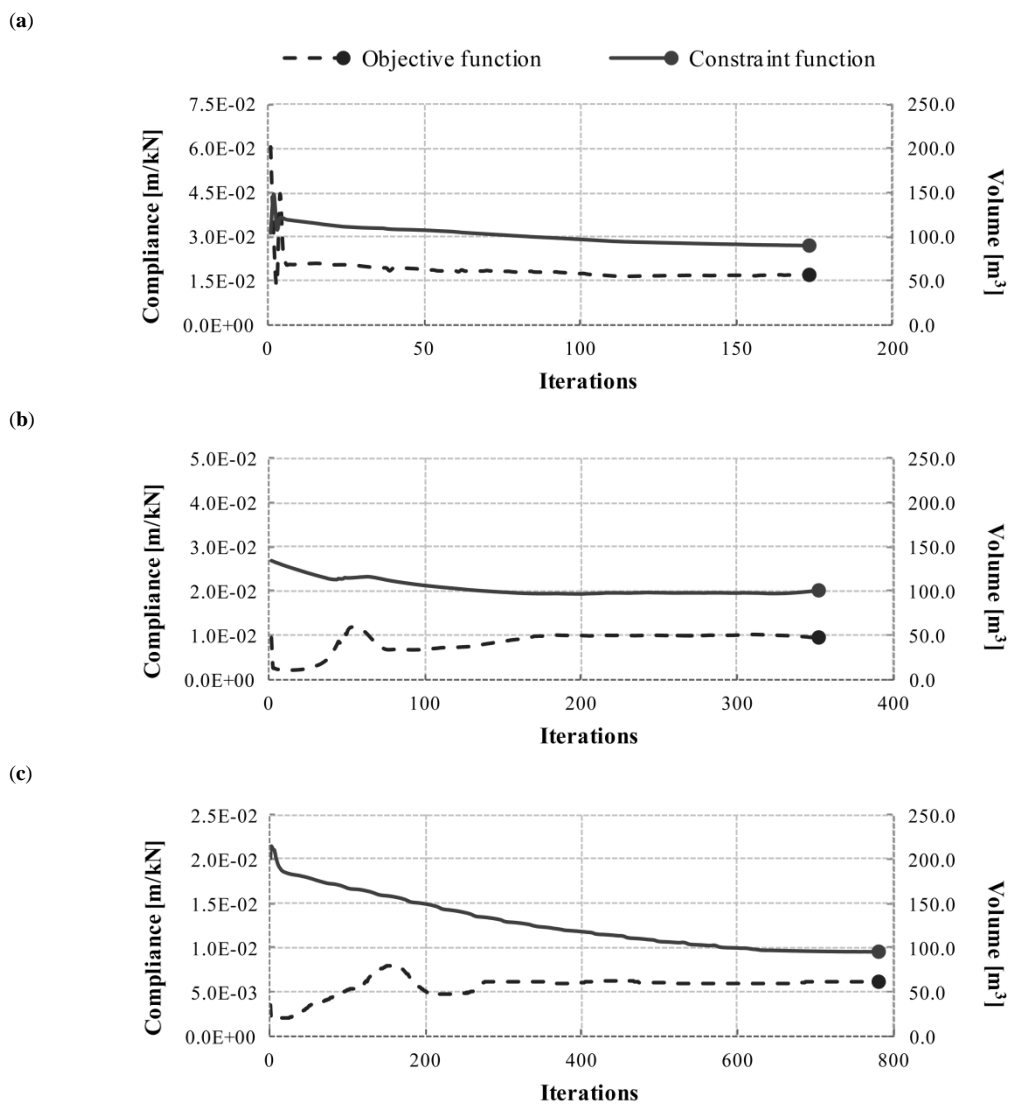 (a)
Objective function Constraint function
7.5E-02 250.0
6.0E-02 200.0
4.5E-02 150.0
3.0E-02 100.0
1.5E-02 50.0
0.0E+00 0.0
Compliance [m/kN]
Volume [m³]
0 50 100 150 200
Iterations
(b)
5.0E-02 250.0
4.0E-02 200.0
3.0E-02 150.0
2.0E-02 100.0
1.0E-02 50.0
0.0E+00 0.0
Compliance [m/kN]
Volume [m³]
0 100 200 300 400
Iterations
(c)
2.5E-02 250.0
2.0E-02 200.0
1.5E-02 150.0
1.0E-02 100.0
5.0E-03 50.0
0.0E+00 0.0
Compliance [m/kN]
Volume [m³]
0 200 400 600 800
Iterations